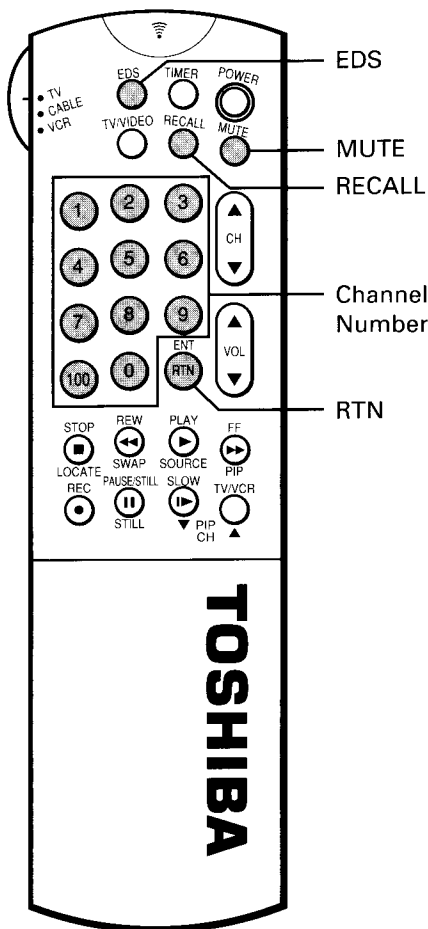 EDS TIMER POWER
TV
CABLE
VCR
TV/VIDEO RECALL MUTE
1 2 3
CH
4 5 6
7 8 9
VOL
ENT
100 0 RTN
STOP REW PLAY FF
LOCATE SWAP SOURCE PIP
REC PAUSE/STILL SLOW TV/VCR
STILL PIP
CH
TOSHIBA
EDS
MUTE
RECALL
Channel
Number
RTN